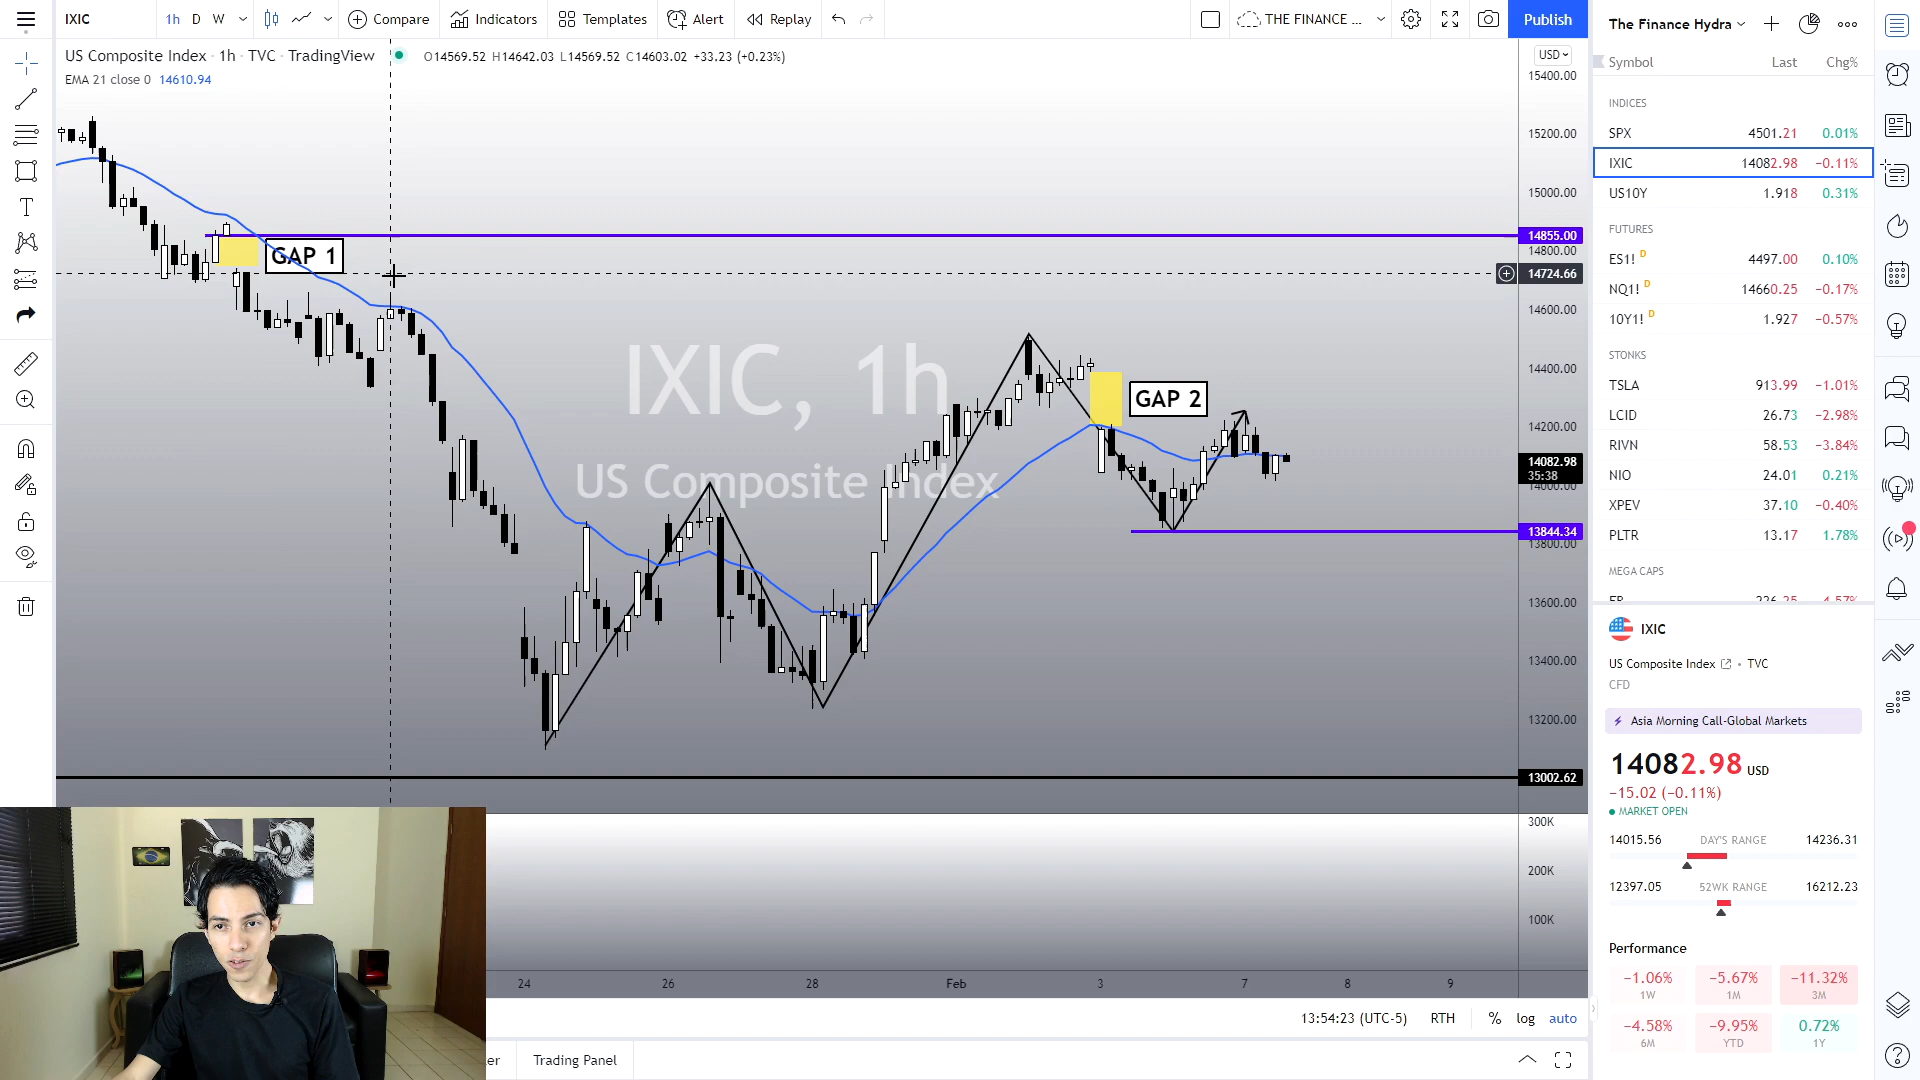 IXIC
1h D W
Compare
Indicators
Templates
Alert
Replay
THE FINANCE ...
Publish
US Composite Index · 1h · TVC · TradingView
O14569.52 H14642.03 L14569.52 C14603.02 +33.23 (+0.23%)
EMA 21 close 0 14610.94
USD
15400.00
15200.00
15000.00
14855.00
14800.00
14724.66
14600.00
14400.00
14200.00
14082.98
35:38
14000.00
13844.34
13800.00
13600.00
13400.00
13200.00
13002.62
300K
200K
100K
GAP 1
GAP 2
IXIC, 1h
US Composite Index
24 26 28 Feb 3 7 8 9
13:54:23 (UTC-5) RTH % log auto
er
Trading Panel
The Finance Hydra
Symbol Last Chg%
INDICES
SPX 4501.21 0.01%
IXIC 14082.98 −0.11%
US10Y 1.918 0.31%
FUTURES
ES1! D 4497.00 0.10%
NQ1! D 14660.25 −0.17%
10Y1! D 1.927 −0.57%
STONKS
TSLA 913.99 −1.01%
LCID 26.73 −2.98%
RIVN 58.53 −3.84%
NIO 24.01 0.21%
XPEV 37.10 −0.40%
PLTR 13.17 1.78%
MEGA CAPS
IXIC
US Composite Index · TVC
CFD
Asia Morning Call-Global Markets
14082.98 USD
−15.02 (−0.11%)
MARKET OPEN
14015.56 DAY'S RANGE 14236.31
12397.05 52WK RANGE 16212.23
Performance
−1.06% −5.67% −11.32%
1W 1M 3M
−4.58% −9.95% 0.72%
6M YTD 1Y